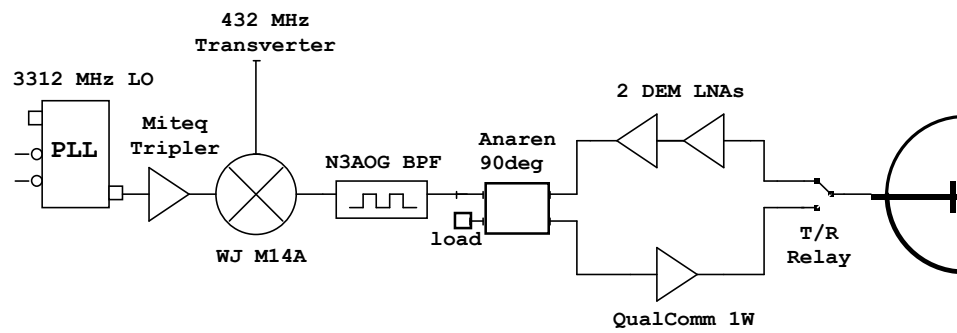 432 MHz
Transverter
3312 MHz LO
PLL
Miteq
Tripler
WJ M14A
N3AOG BPF
Anaren
90deg
load
2 DEM LNAs
T/R
Relay
QualComm 1W